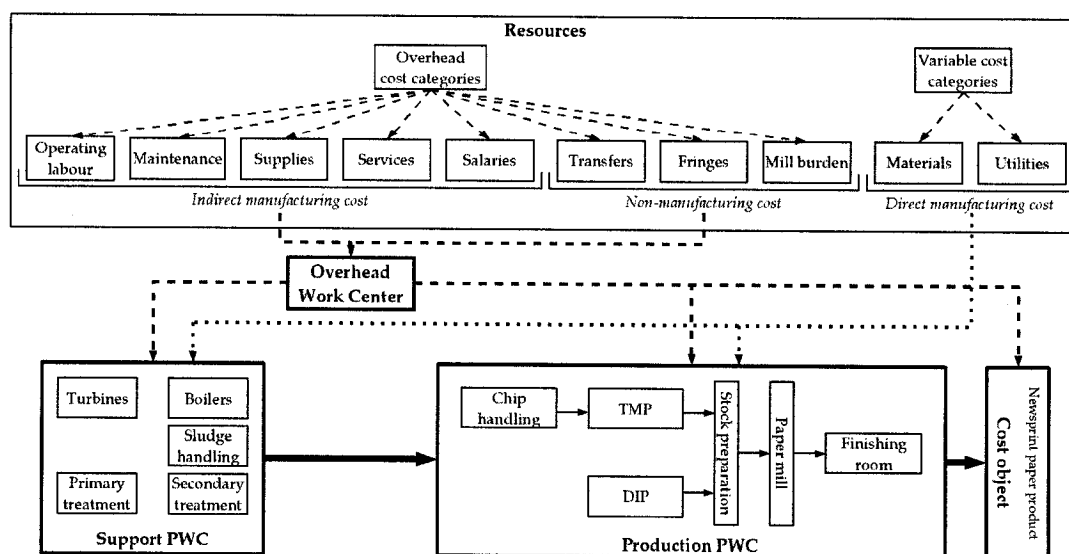 Resources
Overhead
cost categories
Variable cost
categories
Operating
labour
Maintenance
Supplies
Services
Salaries
Transfers
Fringes
Mill burden
Materials
Utilities
Indirect manufacturing cost
Non-manufacturing cost
Direct manufacturing cost
Overhead
Work Center
Turbines
Boilers
Sludge
handling
Primary
treatment
Secondary
treatment
Support PWC
Chip
handling
TMP
DIP
Stock preparation
Paper mill
Finishing
room
Production PWC
Newsprint paper product
Cost object